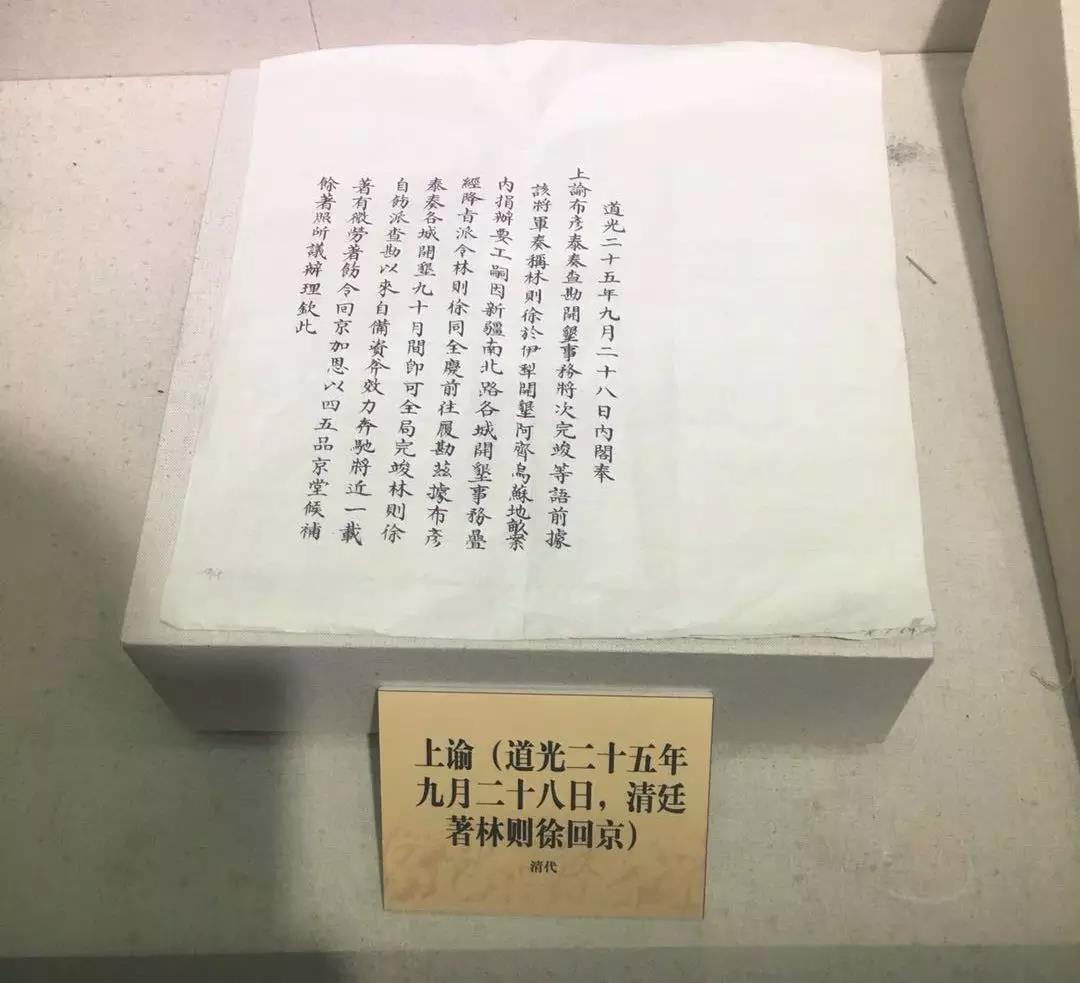 道光二十五年九月二十八日內閣奉
上諭布彥泰奏查勘開墾事務將次完竣等語前據
該將軍奏稱林則徐於伊犁開墾阿齊烏蘇地畝案
內捐辦要工嗣因新疆南北路各城開墾事務疊
經降旨派令林則徐同全慶前往履勘茲據布彥
泰奏各城開墾九十月間即可全局完竣林則徐
自飭派查勘以來自備資斧效力奔馳將近一載
著有微勞著飭令回京加恩以四五品京堂候補
餘著照所議辦理欽此
上谕（道光二十五年
九月二十八日，清廷
著林则徐回京）
清代